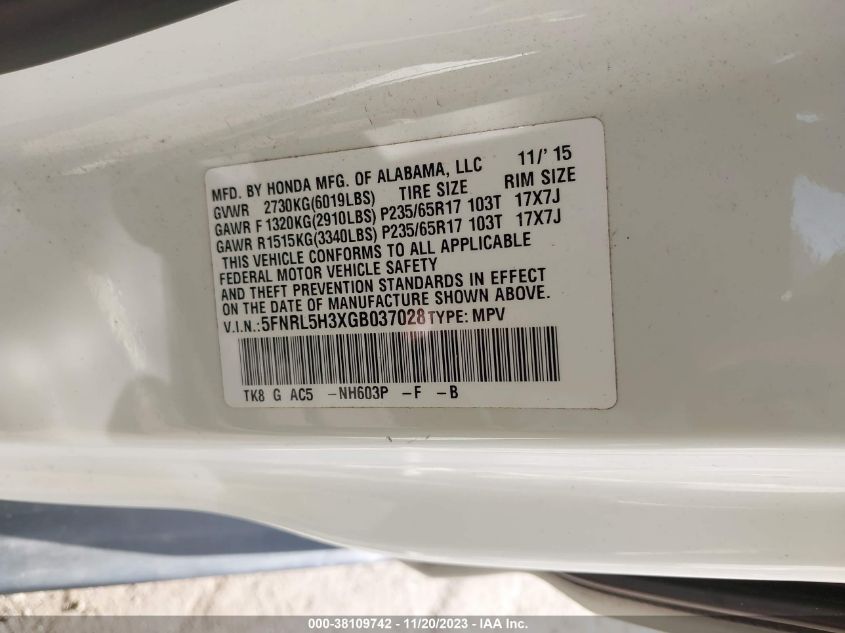 MFD. BY HONDA MFG. OF ALABAMA, LLC 11/' 15
GVWR 2730KG(6019LBS) TIRE SIZE RIM SIZE
GAWR F 1320KG(2910LBS) P235/65R17 103T 17X7J
GAWR R1515KG(3340LBS) P235/65R17 103T 17X7J
THIS VEHICLE CONFORMS TO ALL APPLICABLE
FEDERAL MOTOR VEHICLE SAFETY
AND THEFT PREVENTION STANDARDS IN EFFECT
ON THE DATE OF MANUFACTURE SHOWN ABOVE.
V.I.N.:5FNRL5H3XGB037028 TYPE: MPV
TK8 G AC5 -NH603P -F -B
000-38109742 - 11/20/2023 - IAA Inc.